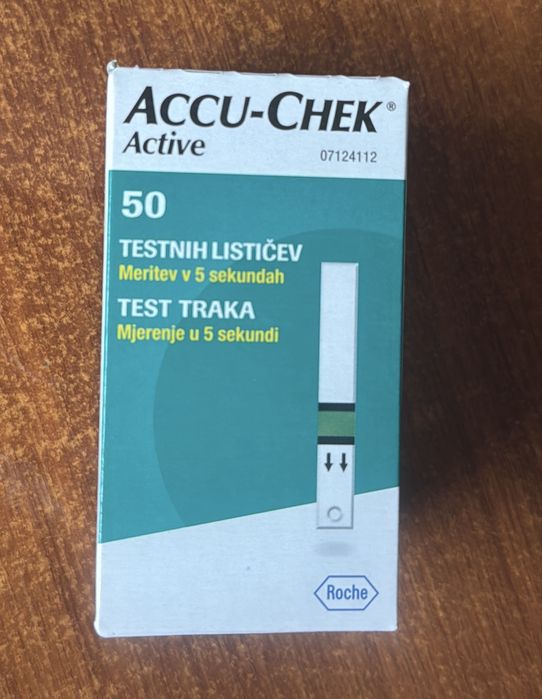 ACCU-CHEK®
Active
07124112
50
TESTNIH LISTIČEV
Meritev v 5 sekundah
TEST TRAKA
Mjerenje u 5 sekundi
Roche